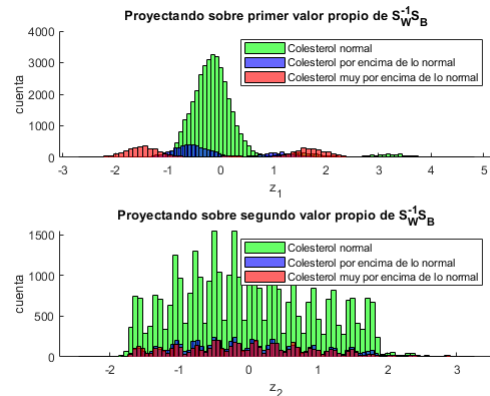 Proyectando sobre primer valor propio de S_W^-1 S_B
4000
3000
2000
1000
0
cuenta
Colesterol normal
Colesterol por encima de lo normal
Colesterol muy por encima de lo normal
-3 -2 -1 0 1 2 3 4 5
z_1
Proyectando sobre segundo valor propio de S_W^-1 S_B
1500
1000
500
0
cuenta
Colesterol normal
Colesterol por encima de lo normal
Colesterol muy por encima de lo normal
-2 -1 0 1 2 3
z_2